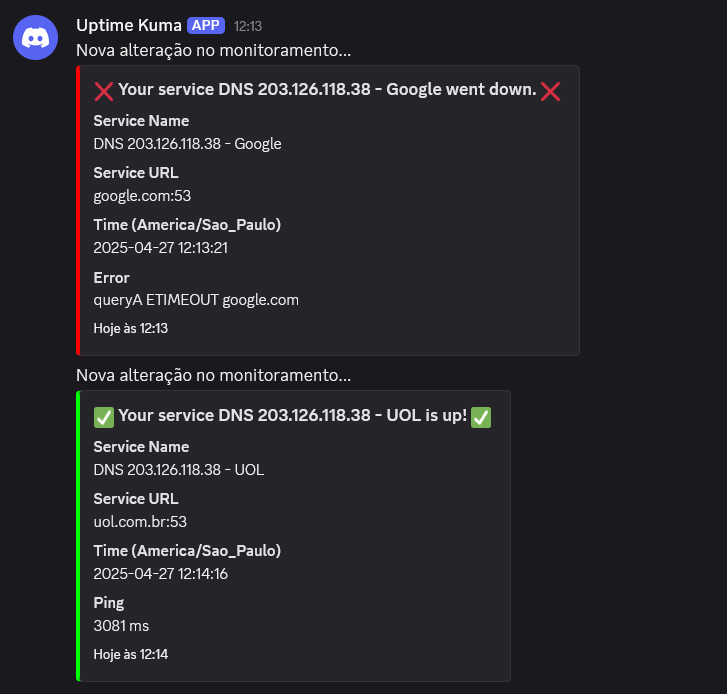 Uptime Kuma APP 12:13
Nova alteração no monitoramento...
❌ Your service DNS 203.126.118.38 - Google went down. ❌
Service Name
DNS 203.126.118.38 - Google
Service URL
google.com:53
Time (America/Sao_Paulo)
2025-04-27 12:13:21
Error
queryA ETIMEOUT google.com
Hoje às 12:13
Nova alteração no monitoramento...
✅ Your service DNS 203.126.118.38 - UOL is up! ✅
Service Name
DNS 203.126.118.38 - UOL
Service URL
uol.com.br:53
Time (America/Sao_Paulo)
2025-04-27 12:14:16
Ping
3081 ms
Hoje às 12:14